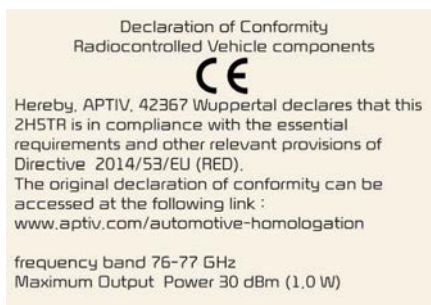 Declaration of Conformity
Radiocontrolled Vehicle components
CE
Hereby, APTIV, 42367 Wuppertal declares that this
2HSTR is in compliance with the essential
requirements and other relevant provisions of
Directive 2014/53/EU (RED).
The original declaration of conformity can be
accessed at the following link :
www.aptiv.com/automotive-homologation
frequency band 76-77 GHz
Maximum Output Power 30 dBm (1,0 W)